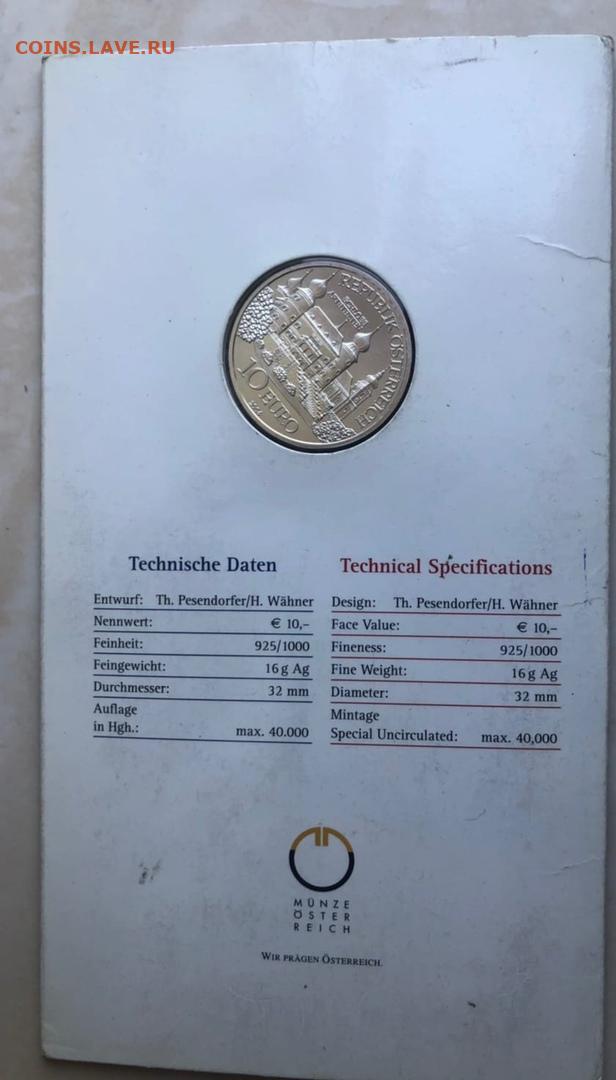 COINS.LAVE.RU
REPUBLIK ÖSTERREICH
SCHLOSS
10 EURO
Technische Daten
Entwurf: Th. Pesendorfer/H. Wähner
Nennwert: € 10,–
Feinheit: 925/1000
Feingewicht: 16 g Ag
Durchmesser: 32 mm
Auflage
in Hgh.: max. 40.000
Technical Specifications
Design: Th. Pesendorfer/H. Wähner
Face Value: € 10,–
Fineness: 925/1000
Fine Weight: 16 g Ag
Diameter: 32 mm
Mintage
Special Uncirculated: max. 40,000
MÜNZE
ÖSTER
REICH
WIR PRÄGEN ÖSTERREICH.